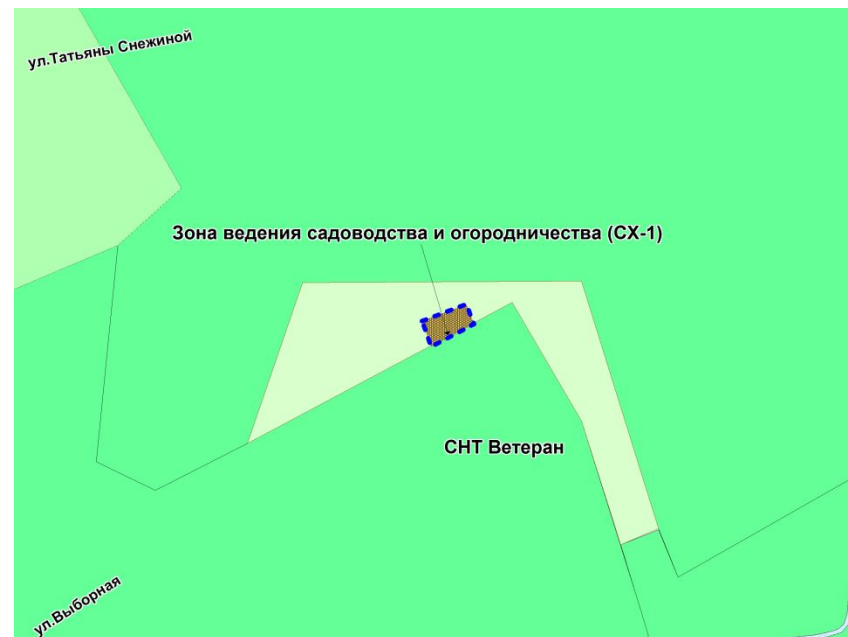 ул.Татьяны Снежиной
Зона ведения садоводства и огородничества (СХ-1)
СНТ Ветеран
ул.Выборная